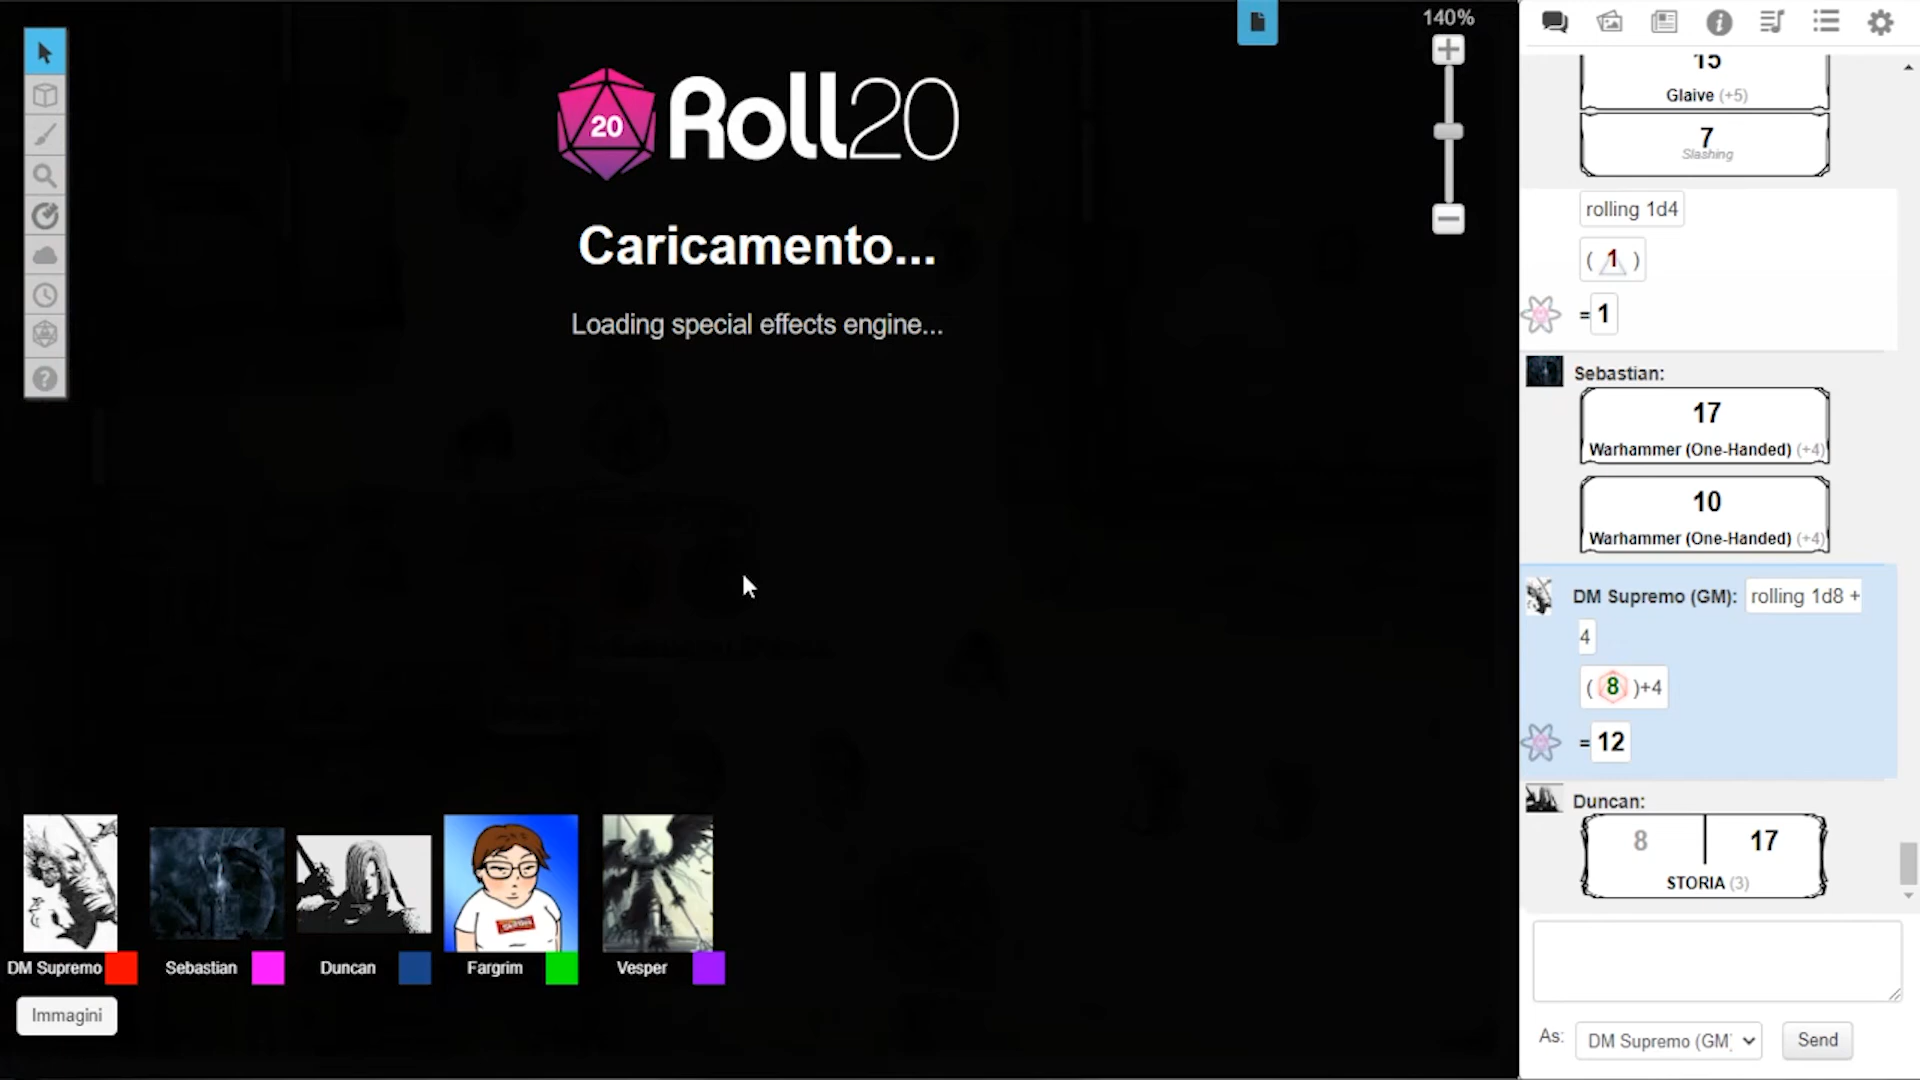 20
Roll20
Caricamento...
Loading special effects engine...
140%
15
Glaive (+5)
7
Slashing
rolling 1d4
( 1 )
= 1
Sebastian:
17
Warhammer (One-Handed) (+4)
10
Warhammer (One-Handed) (+4)
DM Supremo (GM): rolling 1d8 +
4
( 8 )+4
= 12
Duncan:
8 17
STORIA (3)
As: DM Supremo (GM) Send
DM Supremo
Sebastian
Duncan
Fargrim
Vesper
Immagini